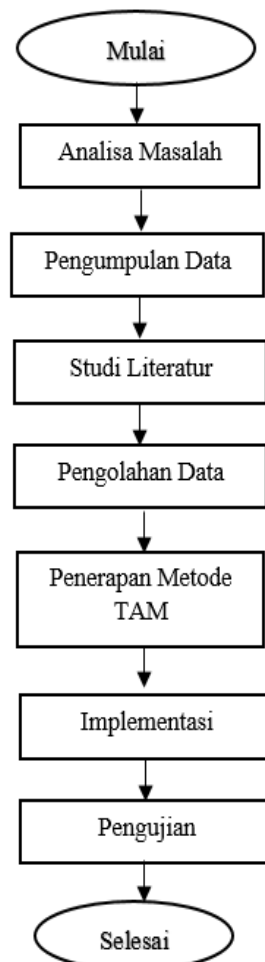 Mulai
Analisa Masalah
Pengumpulan Data
Studi Literatur
Pengolahan Data
Penerapan Metode
TAM
Implementasi
Pengujian
Selesai